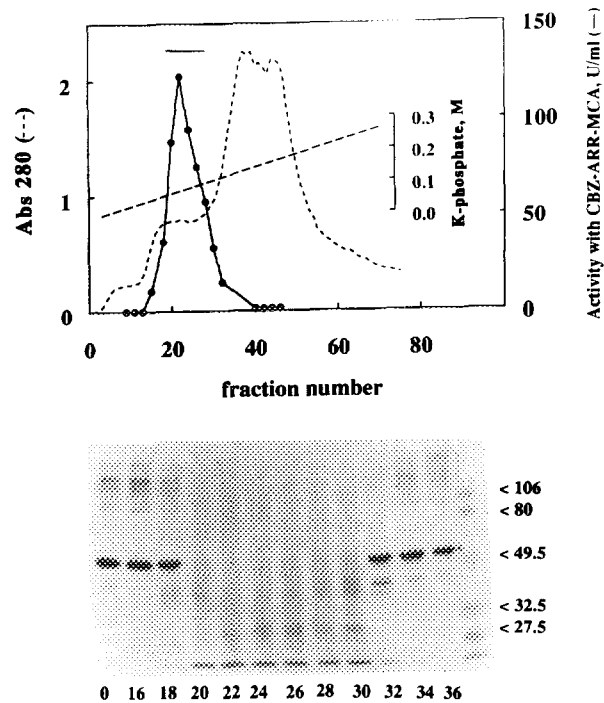 2
1
0
Abs 280 (---)
0.3
0.2
0.1
0.0
K-phosphate, M
150
100
50
0
Activity with CBZ-ARR-MCA, U/ml (—)
0 20 40 60 80
fraction number
< 106
< 80
< 49.5
< 32.5
< 27.5
0 16 18 20 22 24 26 28 30 32 34 36